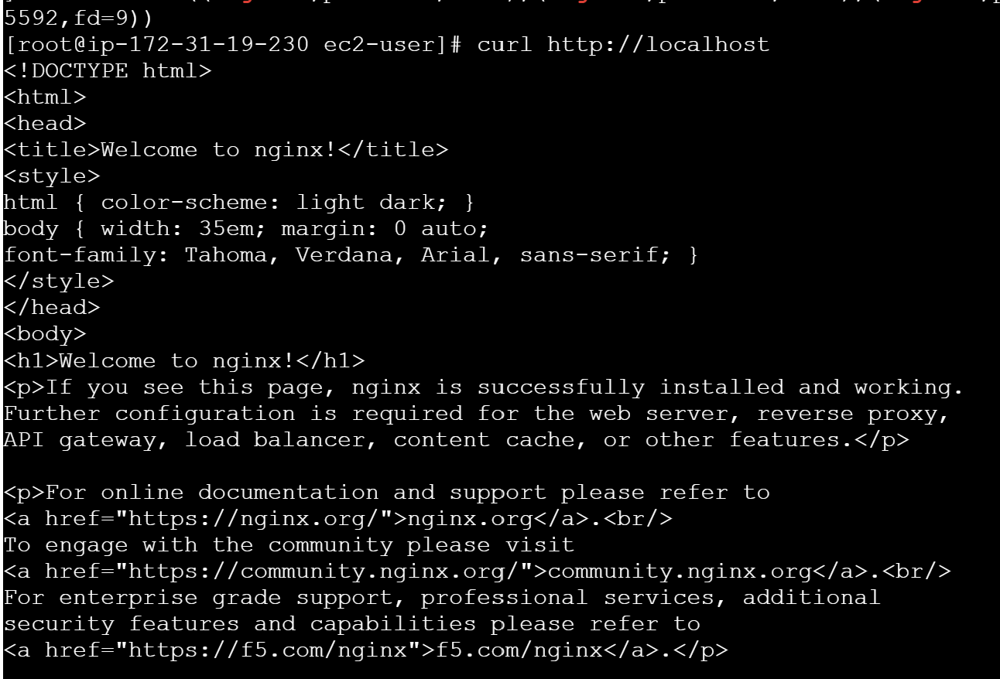 5592,fd=9))
[root@ip-172-31-19-230 ec2-user]# curl http://localhost
<!DOCTYPE html>
<html>
<head>
<title>Welcome to nginx!</title>
<style>
html { color-scheme: light dark; }
body { width: 35em; margin: 0 auto;
font-family: Tahoma, Verdana, Arial, sans-serif; }
</style>
</head>
<body>
<h1>Welcome to nginx!</h1>
<p>If you see this page, nginx is successfully installed and working.
Further configuration is required for the web server, reverse proxy,
API gateway, load balancer, content cache, or other features.</p>

<p>For online documentation and support please refer to
<a href="https://nginx.org/">nginx.org</a>.<br/>
To engage with the community please visit
<a href="https://community.nginx.org/">community.nginx.org</a>.<br/>
For enterprise grade support, professional services, additional
security features and capabilities please refer to
<a href="https://f5.com/nginx">f5.com/nginx</a>.</p>